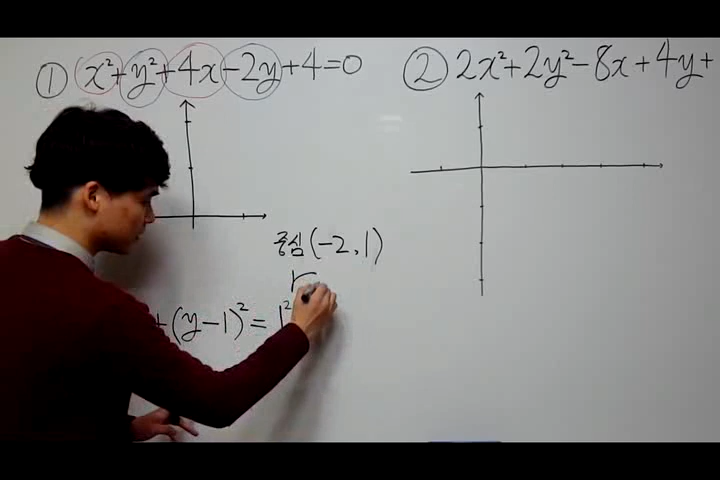 ① x²+y²+4x-2y+4=0
② 2x²+2y²-8x+4y+
중심(-2,1)
r
+(y-1)²=1²